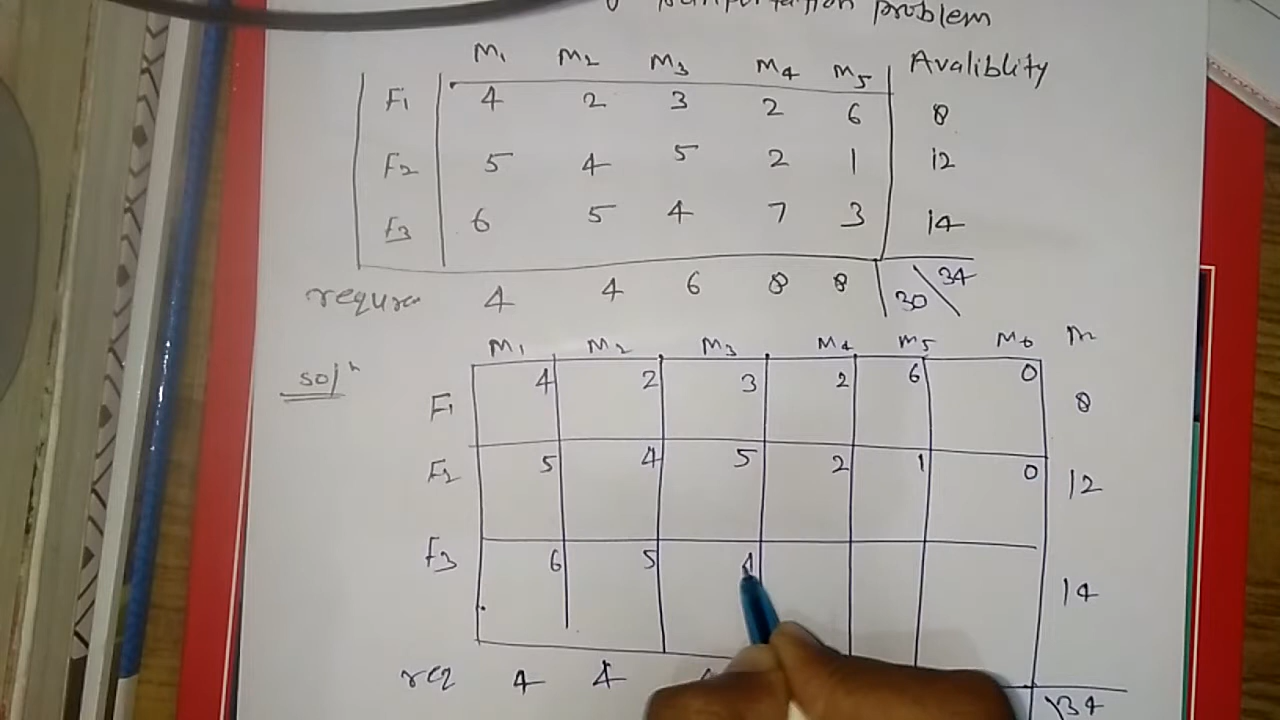 problem
M1 M2 M3 M4 M5 Avaliblity
F1 4 2 3 2 6 8
F2 5 4 5 2 1 12
F3 6 5 4 7 3 14
4 4 6 8 8 30 \ 34
M1 M2 M3 M4 M5 M6
soln
4 2 3 2 6 0
F1 8
F2 5 4 5 2 1 0 12
F3 6 5 4
14
req 4 4
34